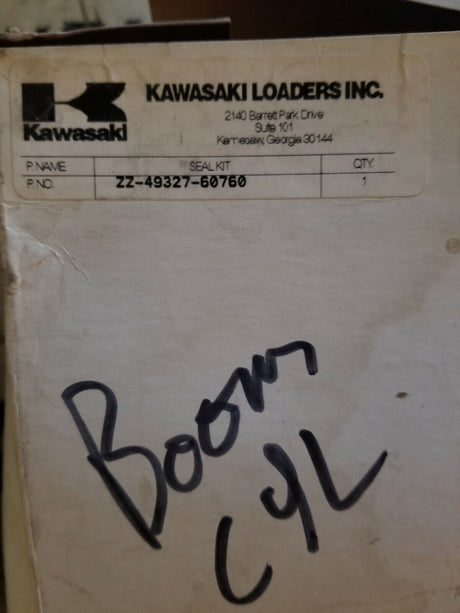 Kawasaki
KAWASAKI LOADERS INC.
2140 Barrett Park Drive
Suite 101
Kennesaw, Georgia 30144
P.NAME SEAL KIT QTY.
P.NO. ZZ-49327-60760 1
Boom
CYL